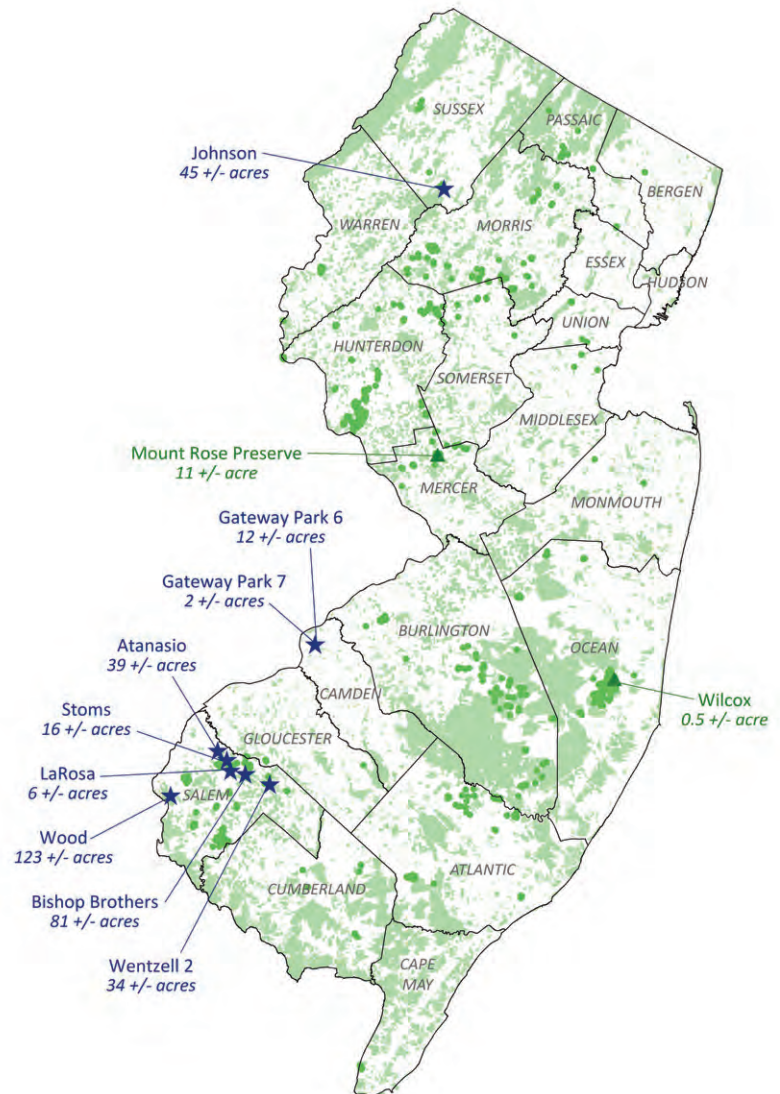 SUSSEX
PASSAIC
Johnson
45 +/- acres
BERGEN
WARREN
MORRIS
ESSEX
HUDSON
UNION
HUNTERDON
SOMERSET
MIDDLESEX
Mount Rose Preserve
11 +/- acre
MERCER
MONMOUTH
Gateway Park 6
12 +/- acres
Gateway Park 7
2 +/- acres
BURLINGTON
OCEAN
Atanasio
39 +/- acres
CAMDEN
Wilcox
0.5 +/- acre
Stoms
16 +/- acres
GLOUCESTER
LaRosa
6 +/- acres
SALEM
Wood
123 +/- acres
ATLANTIC
Bishop Brothers
81 +/- acres
CUMBERLAND
Wentzell 2
34 +/- acres
CAPE
MAY